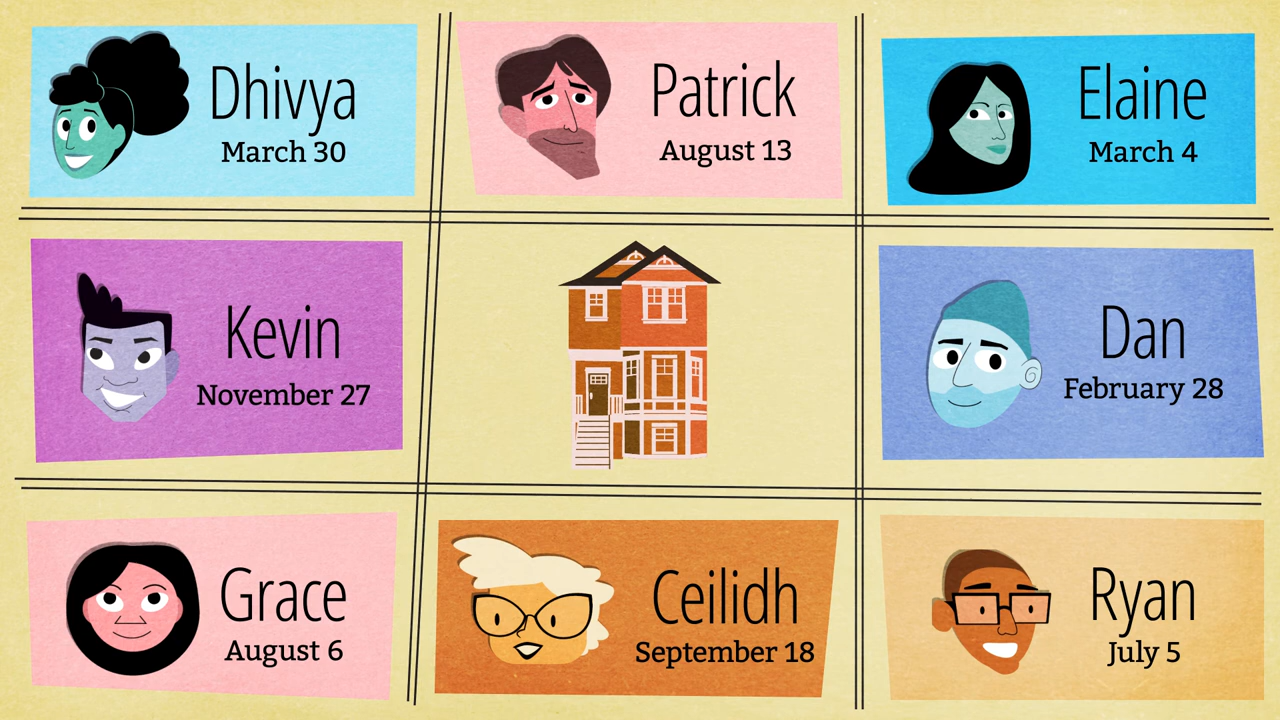 Dhivya
March 30
Patrick
August 13
Elaine
March 4
Kevin
November 27
Dan
February 28
Grace
August 6
Ceilidh
September 18
Ryan
July 5